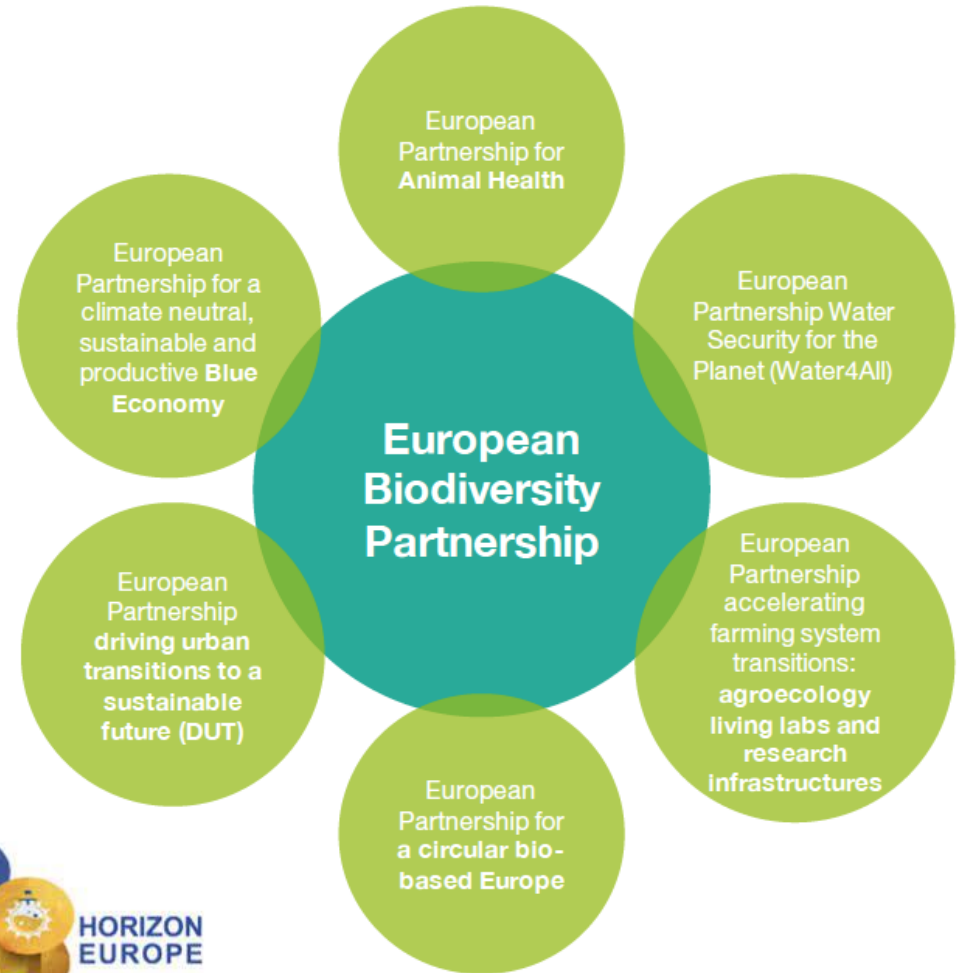 European
Partnership for
Animal Health
European
Partnership for a
climate neutral,
sustainable and
productive Blue
Economy
European
Partnership Water
Security for the
Planet (Water4All)
European
Biodiversity
Partnership
European
Partnership
driving urban
transitions to a
sustainable
future (DUT)
European
Partnership
accelerating
farming system
transitions:
agroecology
living labs and
research
infrastructures
European
Partnership for
a circular bio-
based Europe
HORIZON
EUROPE